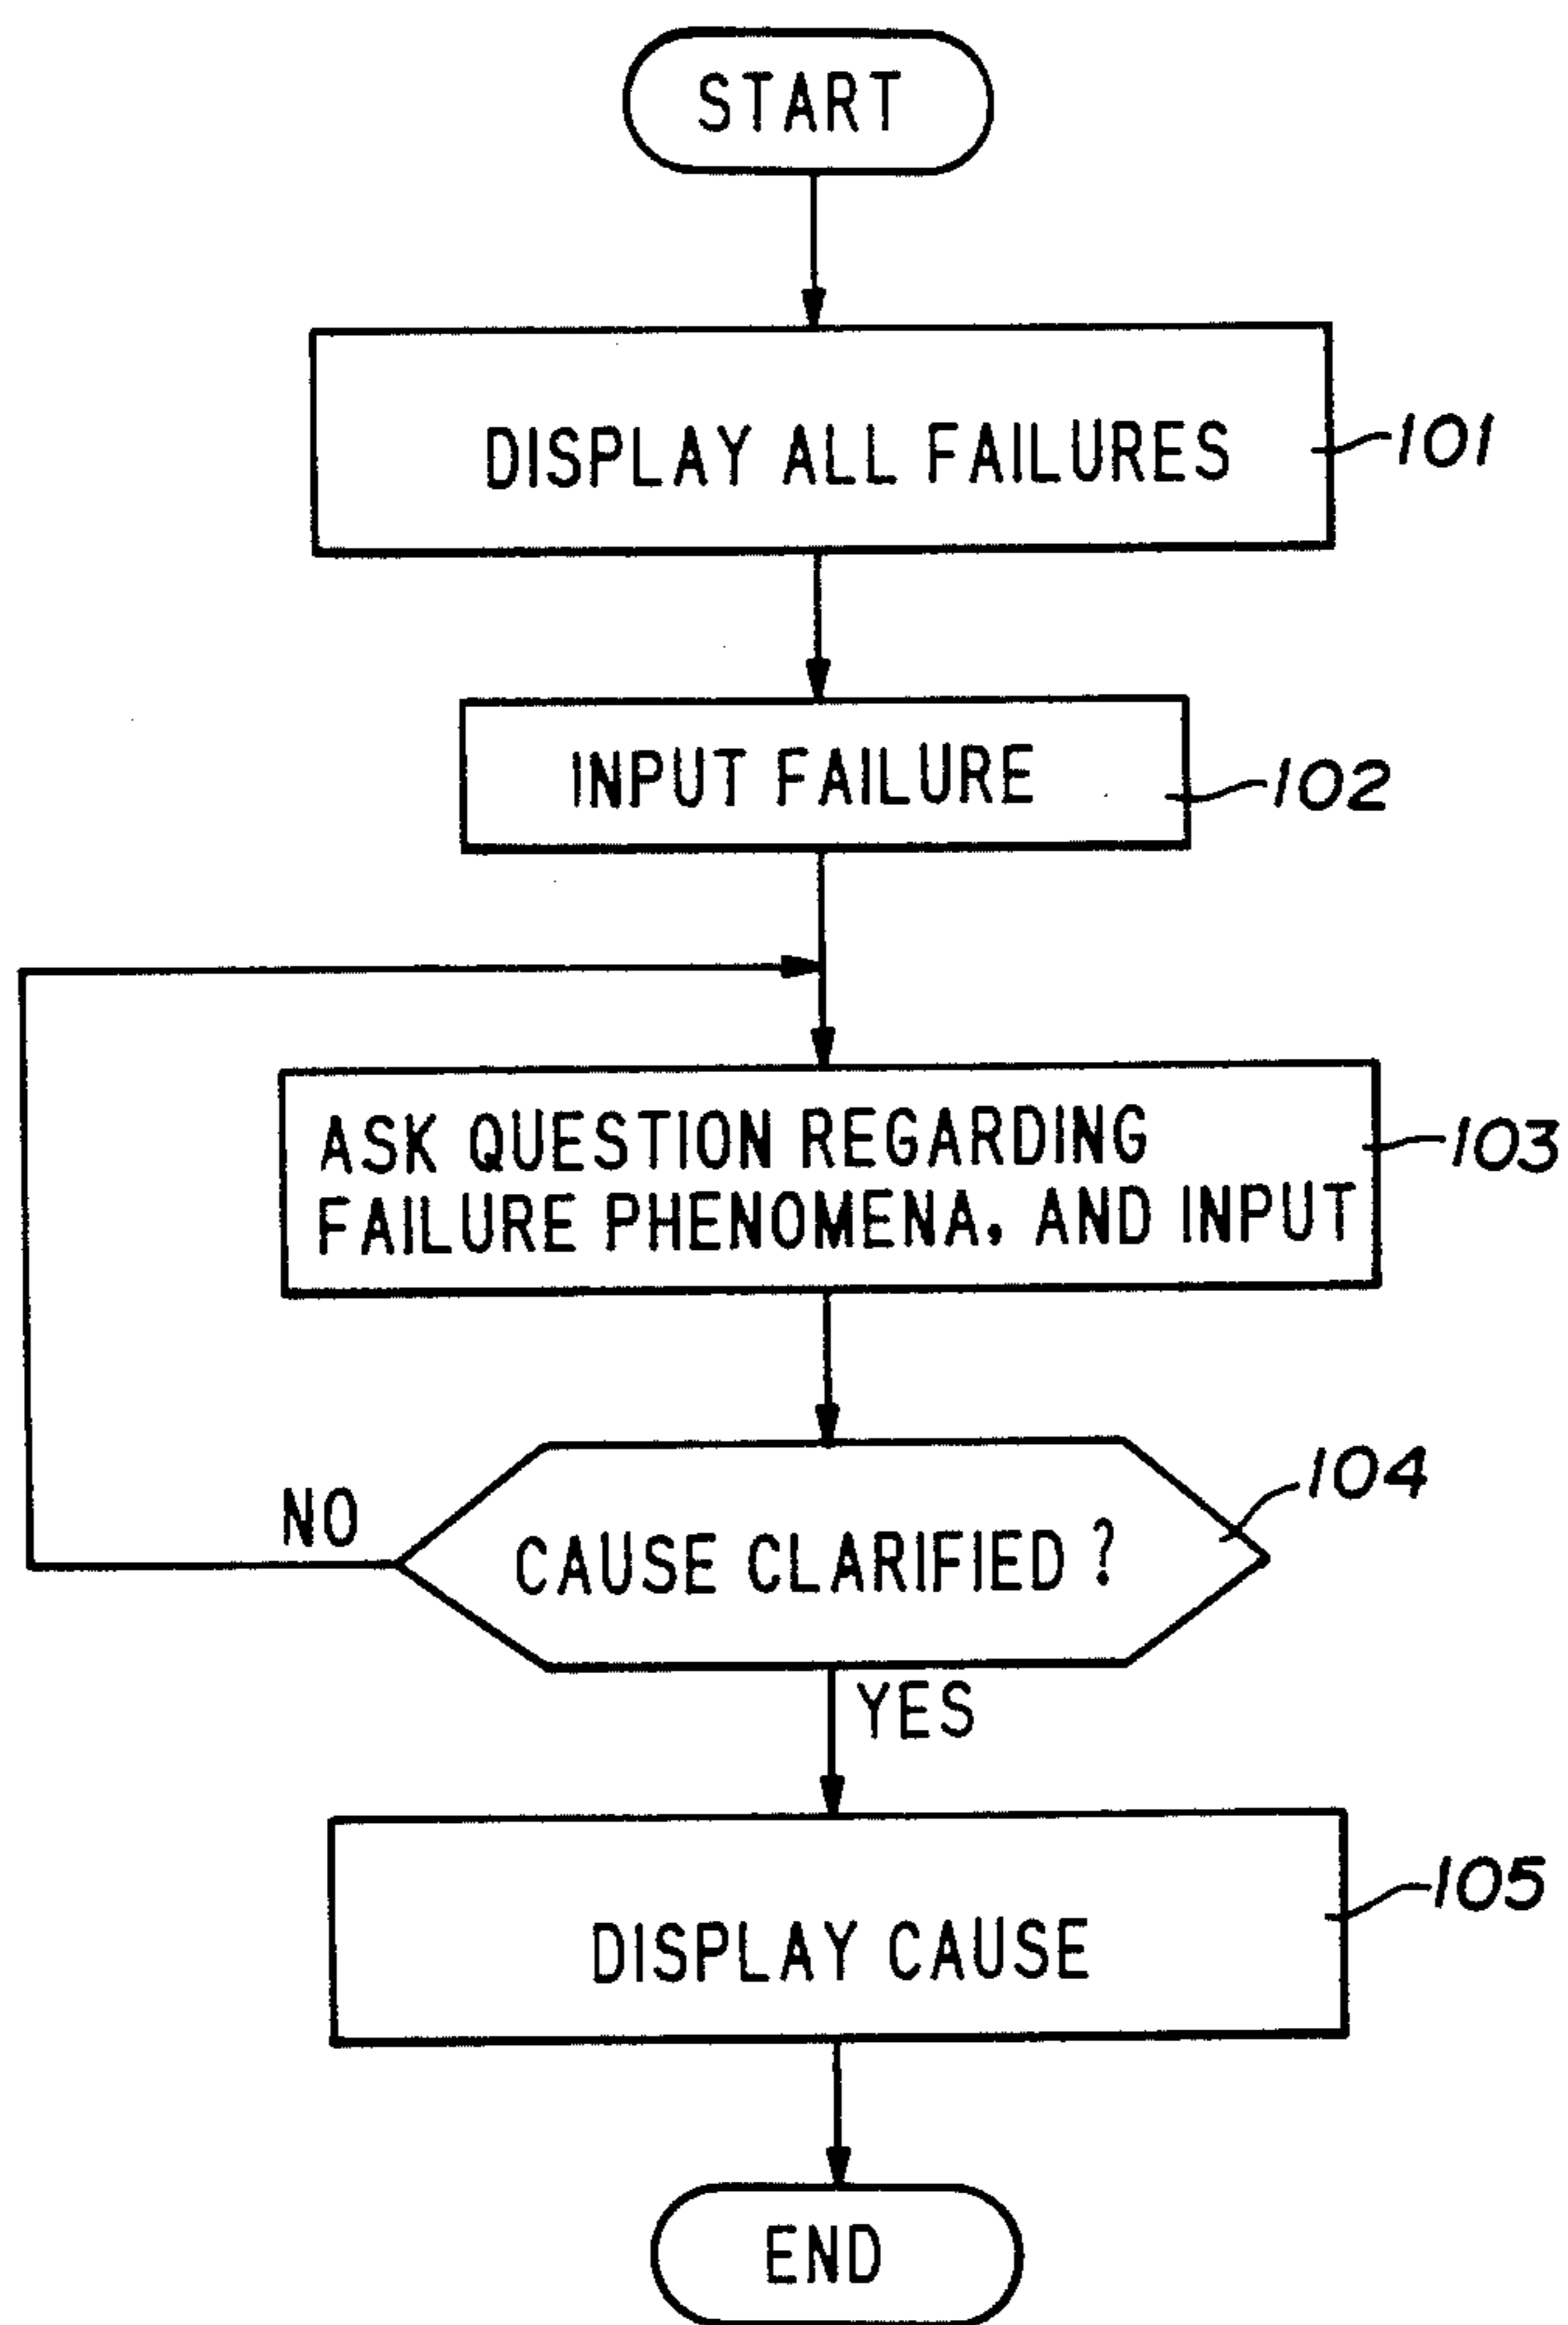 START
DISPLAY ALL FAILURES
101
INPUT FAILURE
102
ASK QUESTION REGARDING
FAILURE PHENOMENA, AND INPUT
103
CAUSE CLARIFIED ?
104
NO
YES
DISPLAY CAUSE
105
END